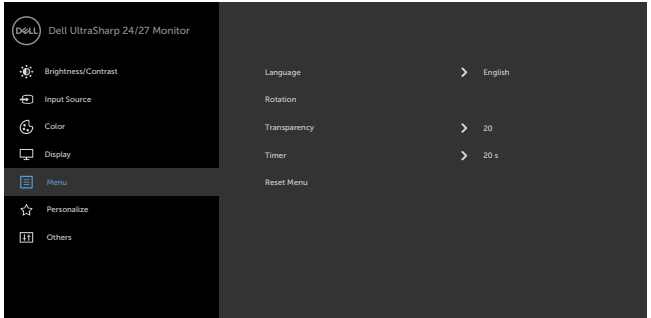 DELL
Dell UltraSharp 24/27 Monitor
Brightness/Contrast
Input Source
Color
Display
Menu
Personalize
Others
Language English
Rotation
Transparency 20
Timer 20 s
Reset Menu